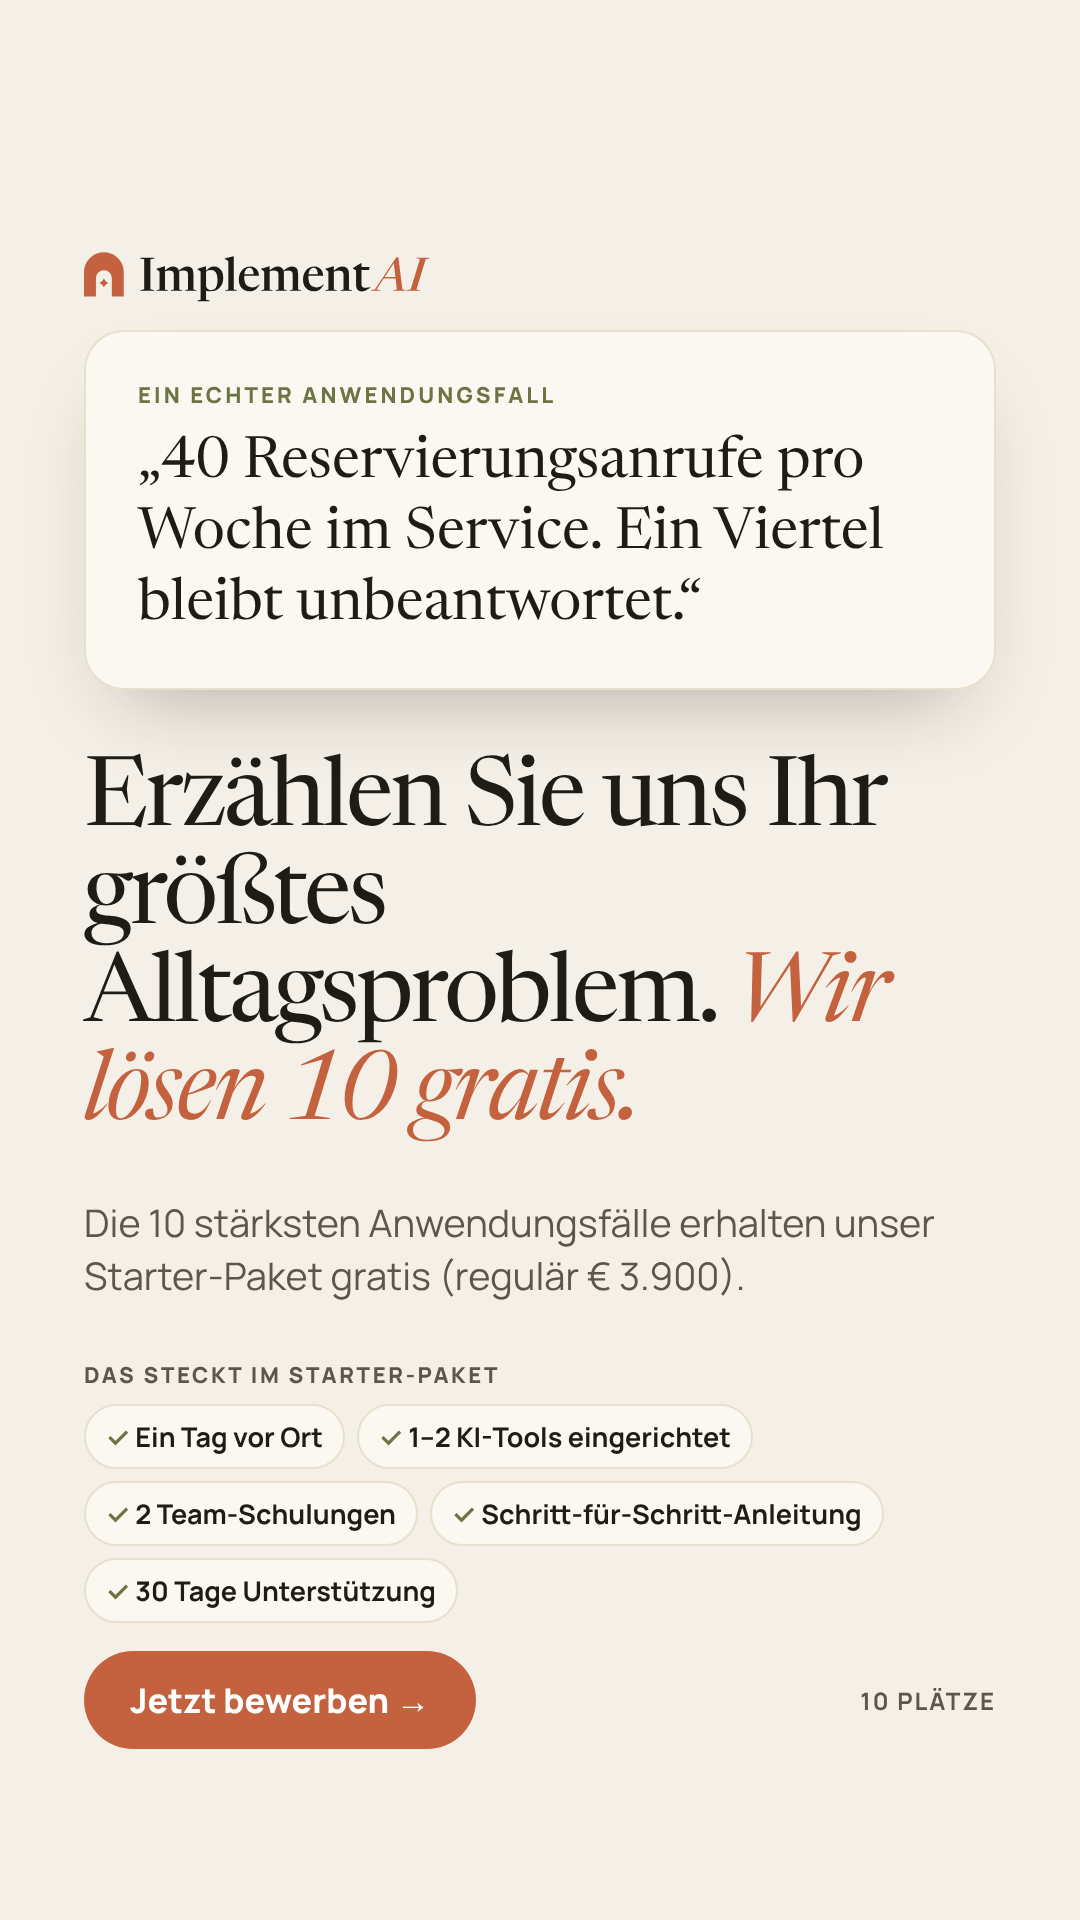 ImplementAI
EIN ECHTER ANWENDUNGSFALL
„40 Reservierungsanrufe pro
Woche im Service. Ein Viertel
bleibt unbeantwortet.“
Erzählen Sie uns Ihr
größtes
Alltagsproblem. Wir
lösen 10 gratis.
Die 10 stärksten Anwendungsfälle erhalten unser
Starter-Paket gratis (regulär € 3.900).
DAS STECKT IM STARTER-PAKET
✓ Ein Tag vor Ort ✓ 1–2 KI-Tools eingerichtet
✓ 2 Team-Schulungen ✓ Schritt-für-Schritt-Anleitung
✓ 30 Tage Unterstützung
Jetzt bewerben → 10 PLÄTZE